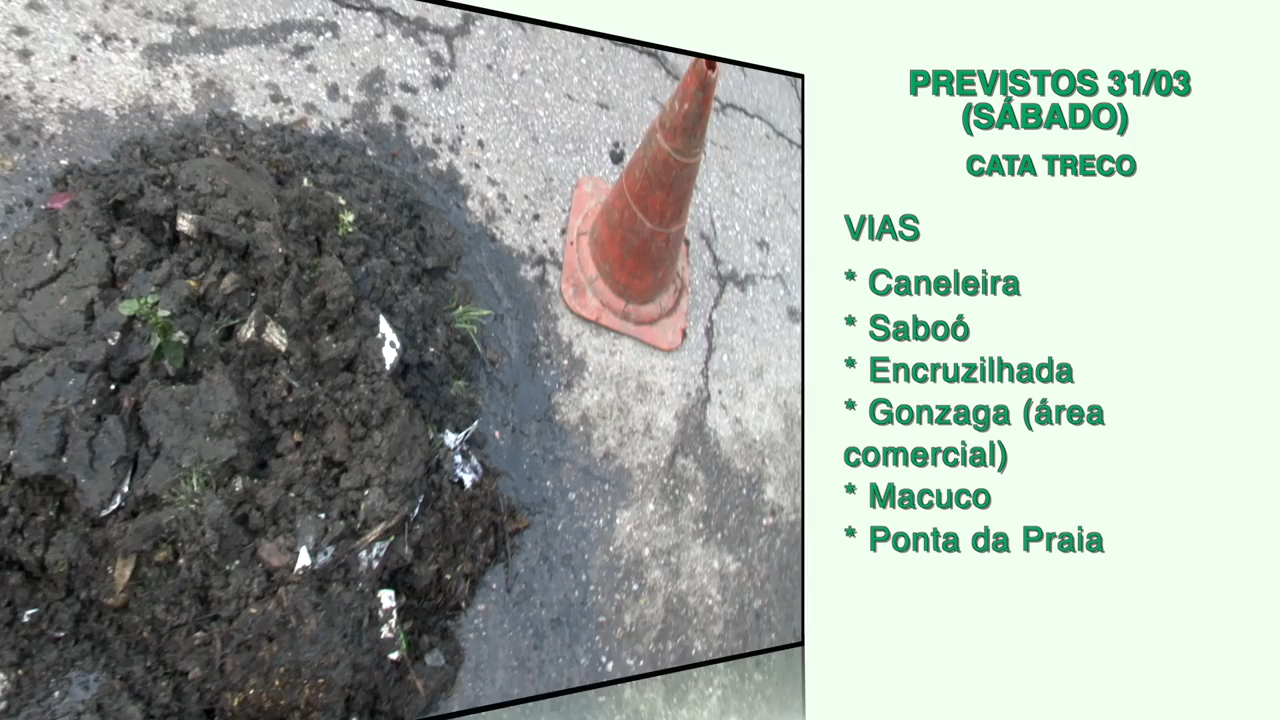 PREVISTOS 31/03
(SÁBADO)
CATA TRECO
VIAS
* Caneleira
* Saboó
* Encruzilhada
* Gonzaga (área
comercial)
* Macuco
* Ponta da Praia